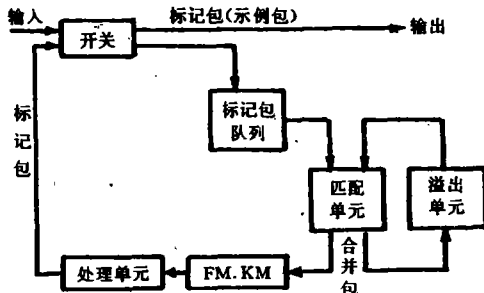 输入
标记包(示例包)
输出
开关
标记包
标记包
队列
匹配
单元
溢出
单元
合并包
处理单元
FM.KM